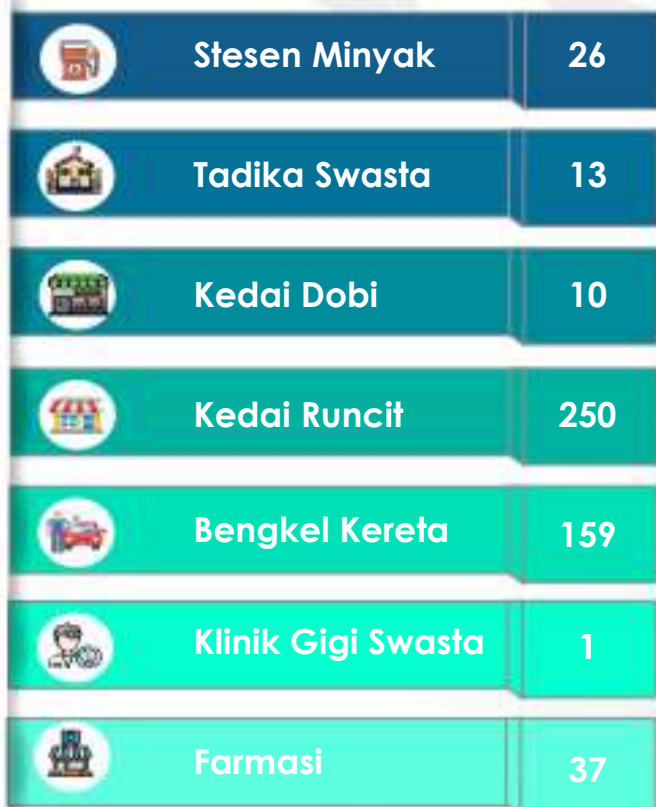 Stesen Minyak 26
Tadika Swasta 13
Kedai Dobi 10
Kedai Runcit 250
Bengkel Kereta 159
Klinik Gigi Swasta 1
Farmasi 37